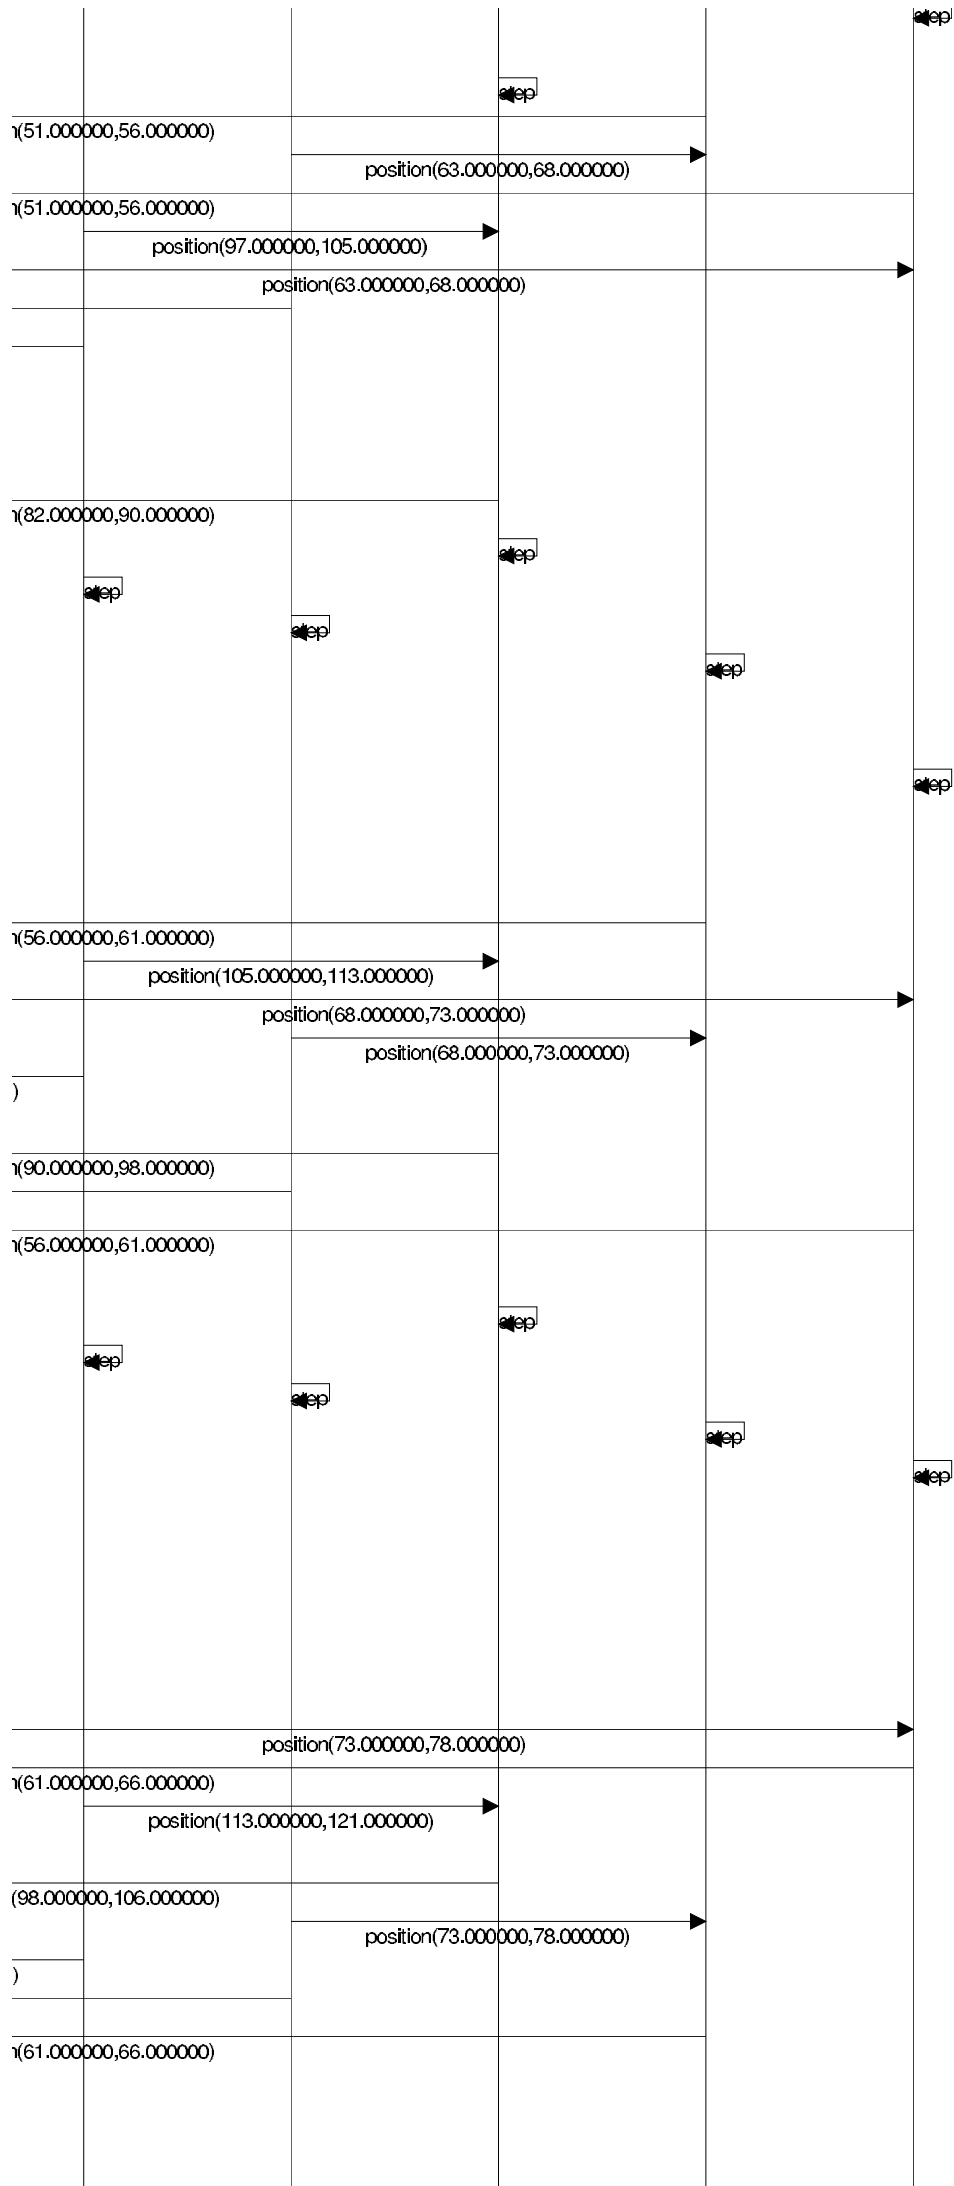 step
step
n(51.000000,56.000000)
position(63.000000,68.000000)
n(51.000000,56.000000)
position(97.000000,105.000000)
position(63.000000,68.000000)
n(82.000000,90.000000)
step
step
step
step
step
n(56.000000,61.000000)
position(105.000000,113.000000)
position(68.000000,73.000000)
position(68.000000,73.000000)
)
n(90.000000,98.000000)
n(56.000000,61.000000)
step
step
step
step
step
position(73.000000,78.000000)
n(61.000000,66.000000)
position(113.000000,121.000000)
(98.000000,106.000000)
position(73.000000,78.000000)
)
n(61.000000,66.000000)